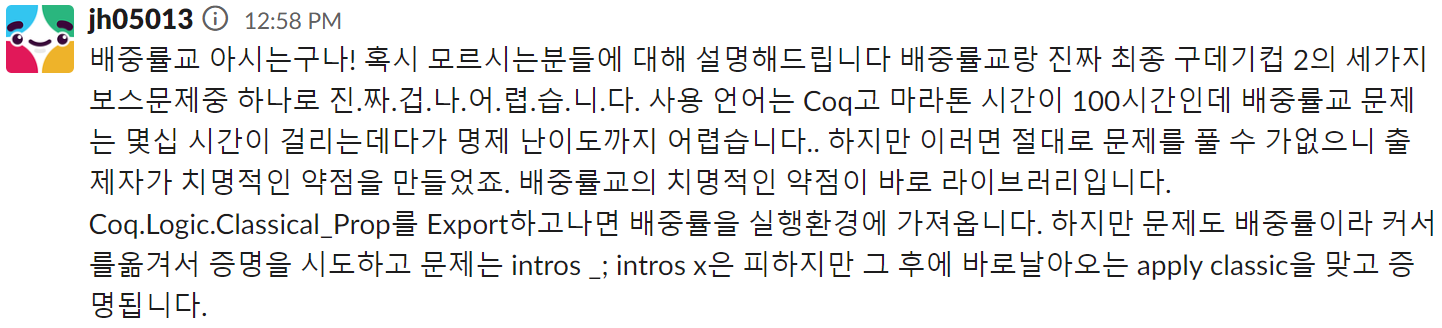 jh05013 12:58 PM
배중률교 아시는구나! 혹시 모르시는분들에 대해 설명해드립니다 배중률교랑 진짜 최종 구데기컵 2의 세가지
보스문제중 하나로 진.짜.겁.나.어.렵.습.니.다. 사용 언어는 Coq고 마라톤 시간이 100시간인데 배중률교 문제
는 몇십 시간이 걸리는데다가 명제 난이도까지 어렵습니다.. 하지만 이러면 절대로 문제를 풀 수 가없으니 출
제자가 치명적인 약점을 만들었죠. 배중률교의 치명적인 약점이 바로 라이브러리입니다.
Coq.Logic.Classical_Prop를 Export하고나면 배중률을 실행환경에 가져옵니다. 하지만 문제도 배중률이라 커서
를옮겨서 증명을 시도하고 문제는 intros _; intros x은 피하지만 그 후에 바로날아오는 apply classic을 맞고 증
명됩니다.